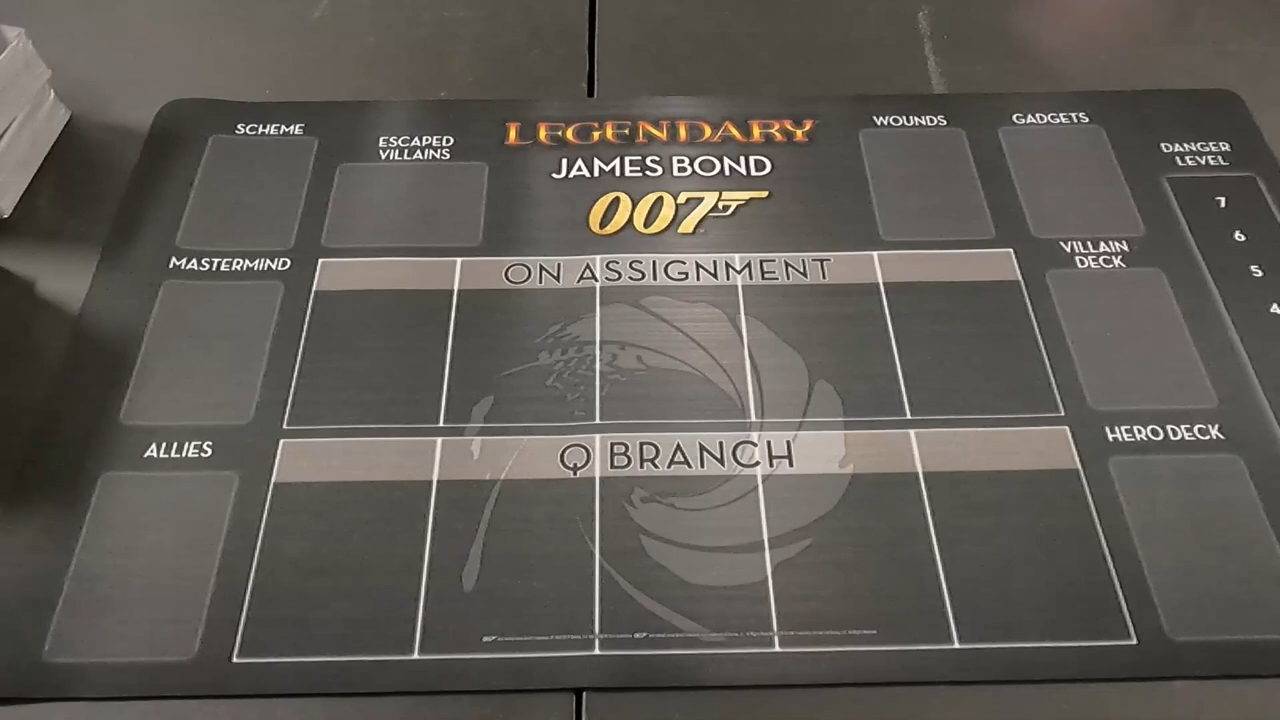 SCHEME
ESCAPED
VILLAINS
LEGENDARY
JAMES BOND
007
WOUNDS
GADGETS
DANGER
LEVEL
7
6
5
4
MASTERMIND
ON ASSIGNMENT
VILLAIN
DECK
ALLIES
Q BRANCH
HERO DECK